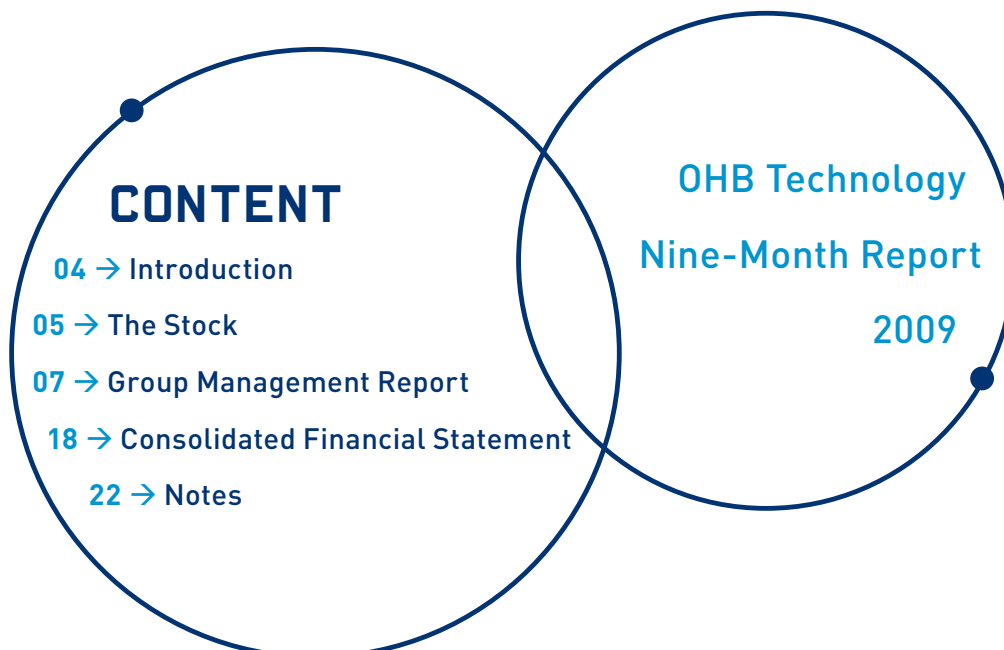 CONTENT
04 → Introduction
05 → The Stock
07 → Group Management Report
18 → Consolidated Financial Statement
22 → Notes
OHB Technology
Nine-Month Report
2009